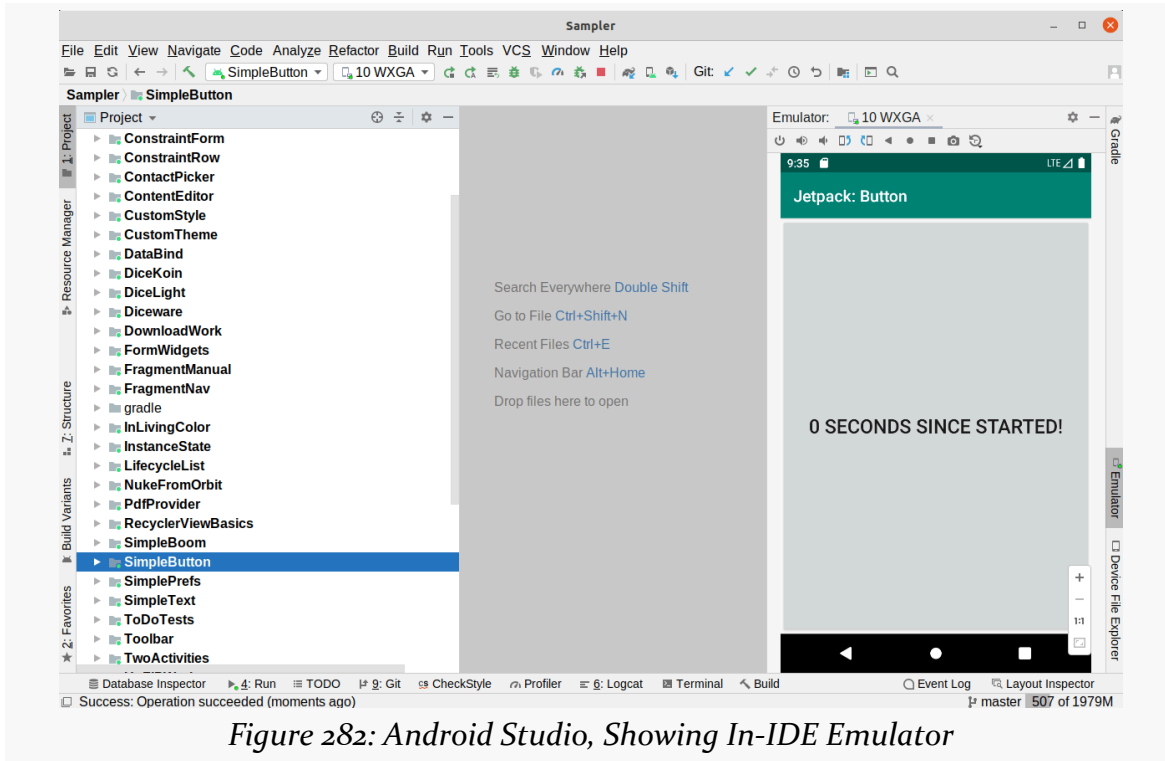 Sampler
File Edit View Navigate Code Analyze Refactor Build Run Tools VCS Window Help
SimpleButton 10 WXGA Git:
Sampler SimpleButton
1: Project
Resource Manager
Z: Structure
Build Variants
2: Favorites
Project
ConstraintForm
ConstraintRow
ContactPicker
ContentEditor
CustomStyle
CustomTheme
DataBind
DiceKoin
DiceLight
Diceware
DownloadWork
FormWidgets
FragmentManual
FragmentNav
gradle
InLivingColor
InstanceState
LifecycleList
NukeFromOrbit
PdfProvider
RecyclerViewBasics
SimpleBoom
SimpleButton
SimplePrefs
SimpleText
ToDoTests
Toolbar
TwoActivities
Search Everywhere Double Shift
Go to File Ctrl+Shift+N
Recent Files Ctrl+E
Navigation Bar Alt+Home
Drop files here to open
Emulator: 10 WXGA
9:35 LTE
Jetpack: Button
0 SECONDS SINCE STARTED!
1:1
Gradle
Emulator
Device File Explorer
Database Inspector 4: Run TODO 9: Git CheckStyle Profiler 6: Logcat Terminal Build Event Log Layout Inspector
Success: Operation succeeded (moments ago) master 507 of 1979M
Figure 282: Android Studio, Showing In-IDE Emulator